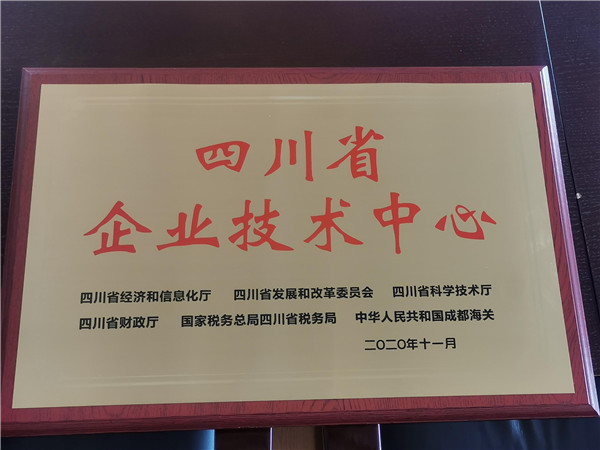 四川省
企业技术中心
四川省经济和信息化厅 四川省发展和改革委员会 四川省科学技术厅
四川省财政厅 国家税务总局四川省税务局 中华人民共和国成都海关
二〇二〇年十一月